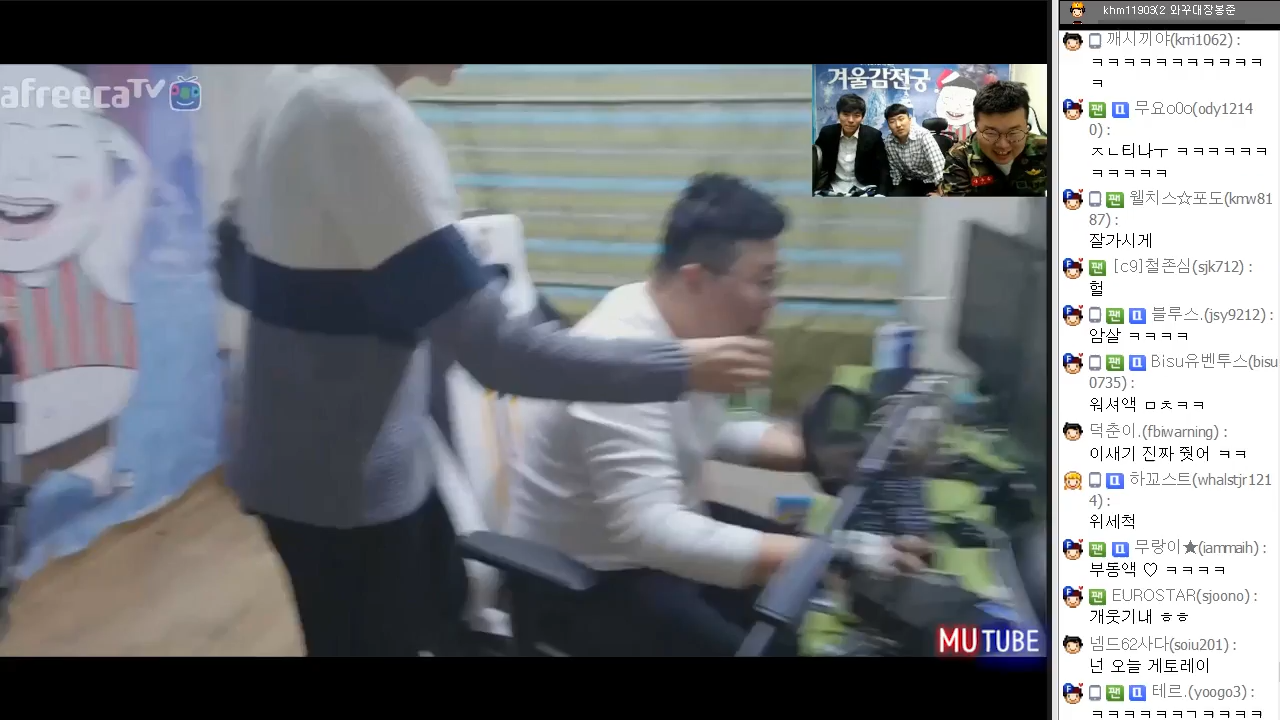 afreecaTV
겨울감전궁
MUTUBE
khm11903(2 와꾸대장봉준
깨시끼야(kmi1062) :
ㅋㅋㅋㅋㅋㅋㅋㅋㅋㅋㅋ
ㅋ
팬 무요o0o(ody1214
0) :
ㅈㄴ티나ㅜ ㅋㅋㅋㅋㅋㅋ
ㅋㅋㅋㅋㅋ
팬 웰치스☆포도(kmw81
87) :
잘가시게
팬 [c9]철존심(sjk712) :
헐
팬 블루스.(jsy9212) :
암살 ㅋㅋㅋㅋ
팬 Bisu유벤투스(bisu
0735) :
워셔액 ㅁㅊㅋㅋ
덕춘이.(fbiwarning) :
이새기 진짜 줫어 ㅋㅋ
하꼬스트(whalstjr121
4) :
위세척
팬 무랑이★(iammaih) :
부동액 ♡ ㅋㅋㅋㅋ
팬 EUROSTAR(sjoono) :
개웃기내 ㅎㅎ
넴드62사다(soiu201) :
넌 오늘 게토레이
팬 테르.(yoogo3) :
ㅋㅋㅋㅋㅋㅋㄱㅋㅋㅋㅋ